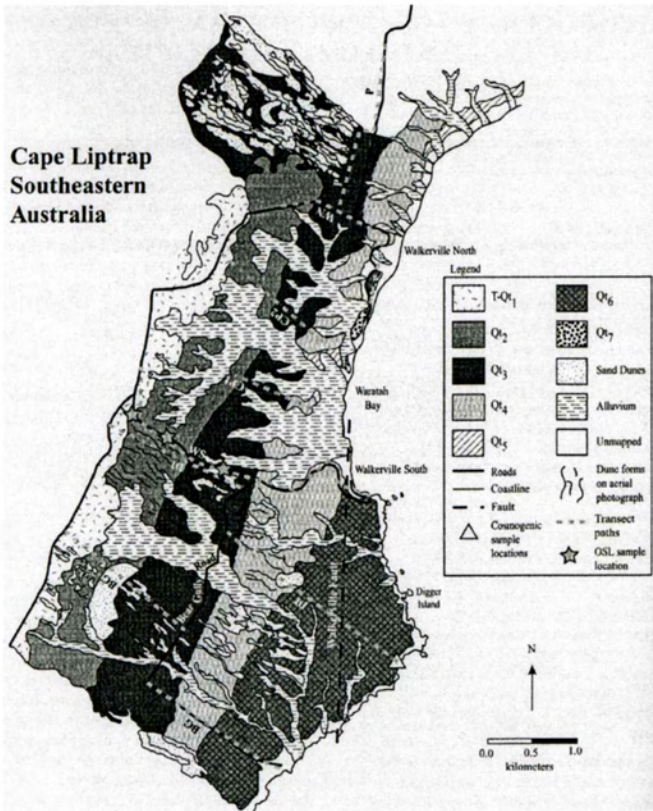 Cape Liptrap
Southeastern
Australia
P
Walkerville North
Legend
T-Qt1
Qt2
Qt3
Qt4
Qt5
Qt6
Qt7
Sand Dunes
Alluvium
Unmapped
Roads
Coastline
Fault
Cosmogenic
sample
locations
Dune forms
on aerial
photograph
Transect
paths
OSL sample
location
Waratah
Bay
Walkerville South
Digger
Island
N
0.0 0.5 1.0
kilometers